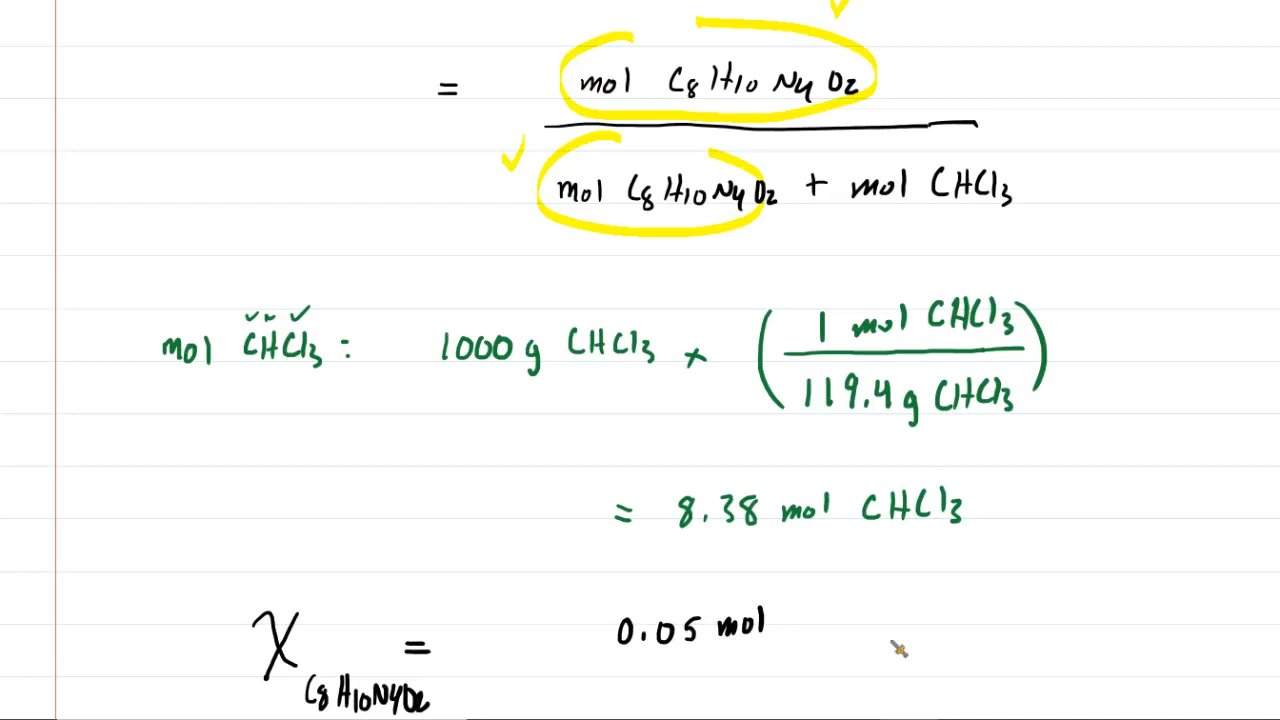 = mol C8H10N4O2
mol C8H10N4O2 + mol CHCl3
mol CHCl3 : 1000 g CHCl3 × ( 1 mol CHCl3
119.4 g CHCl3 )
= 8.38 mol CHCl3
χ C8H10N4O2 = 0.05 mol